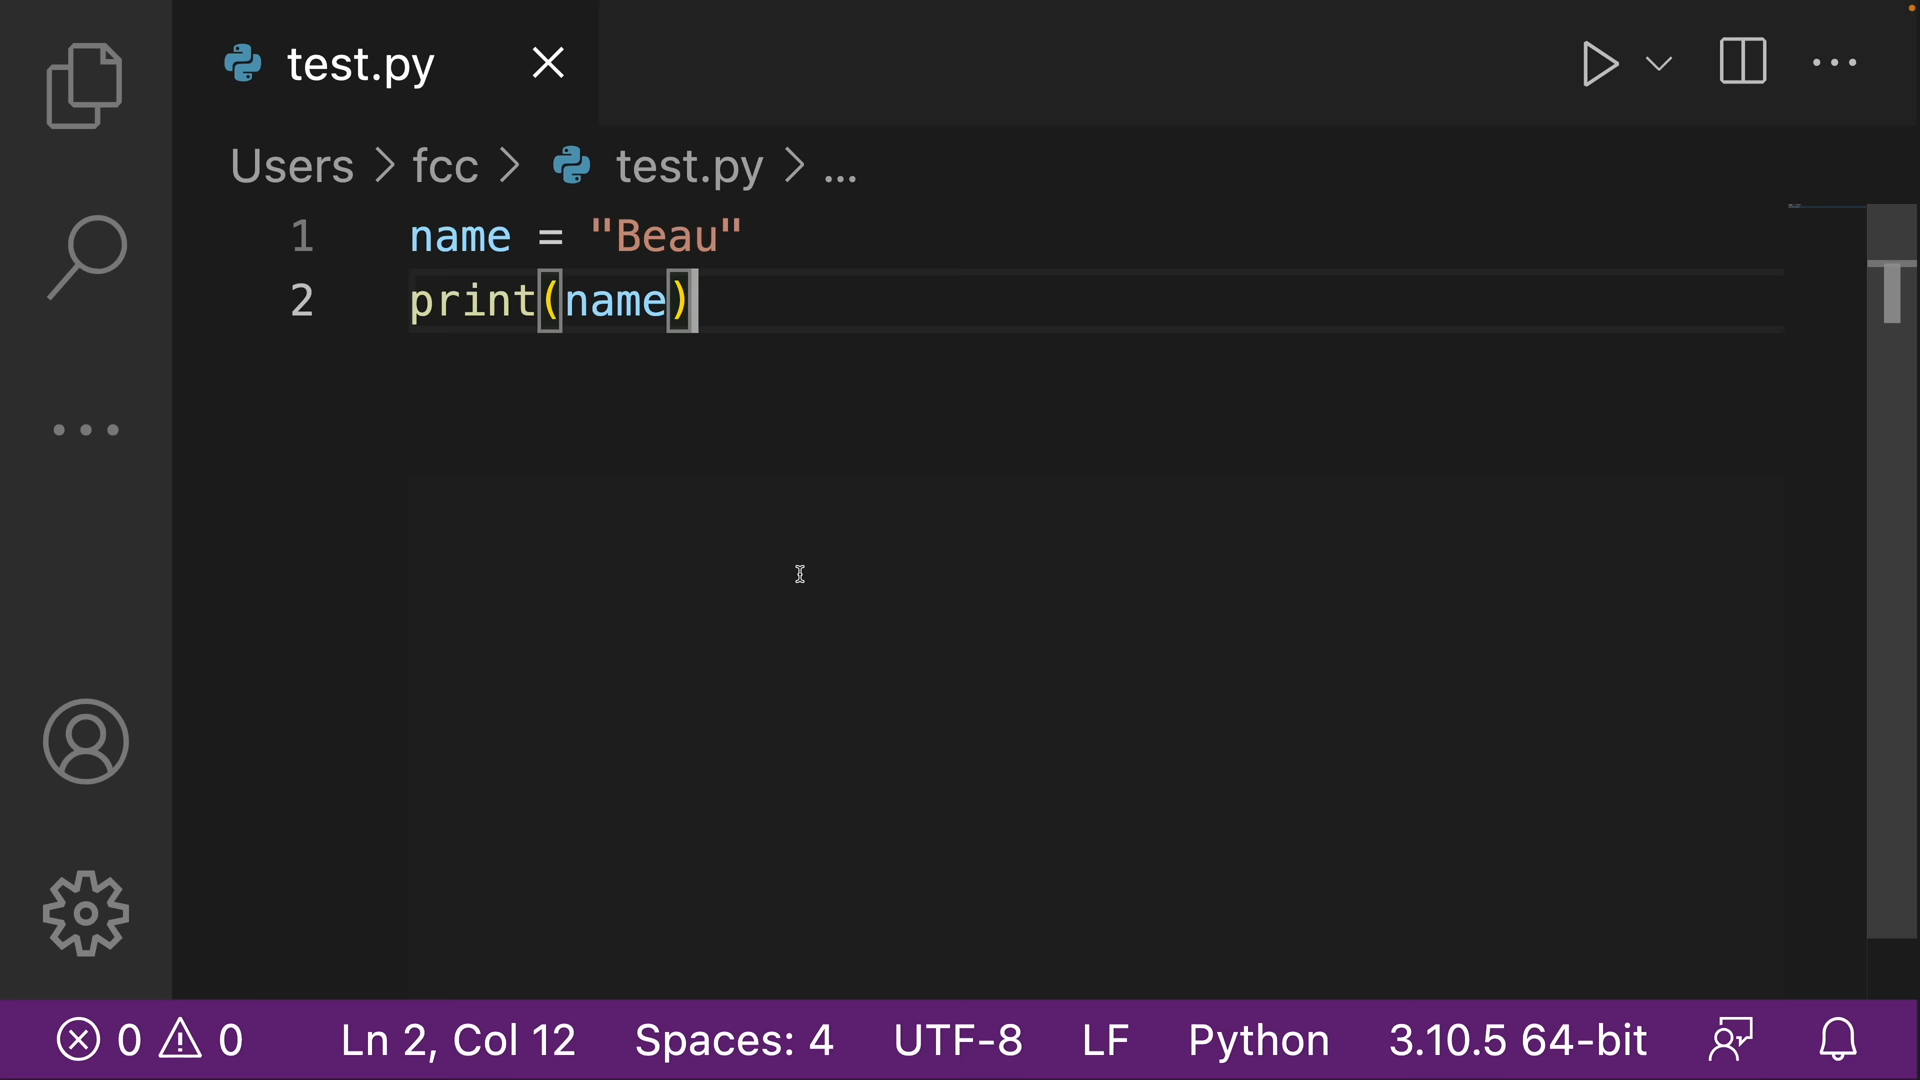 test.py
Users > fcc > test.py > ...
1 name = "Beau"
2 print(name)
0 0 Ln 2, Col 12 Spaces: 4 UTF-8 LF Python 3.10.5 64-bit